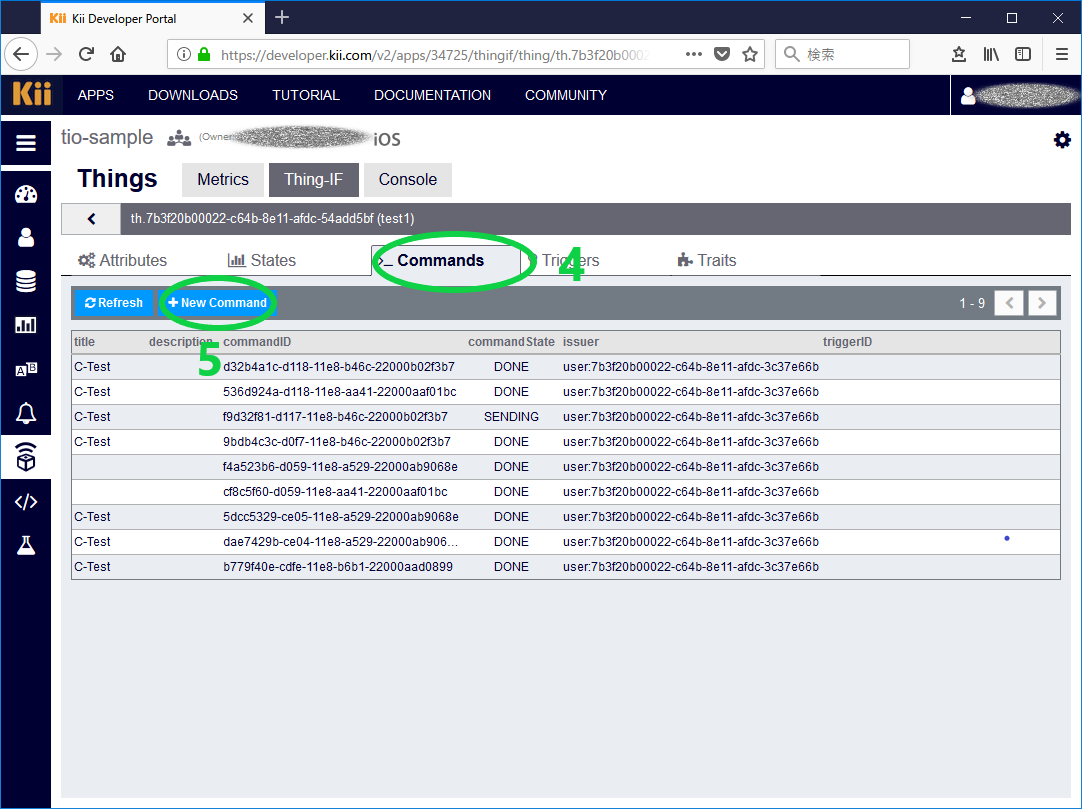 Kii Kii Developer Portal
https://developer.kii.com/v2/apps/34725/thingif/thing/th.7b3f20b0002
検索
Kii APPS DOWNLOADS TUTORIAL DOCUMENTATION COMMUNITY
tio-sample (Owner iOS
Things Metrics Thing-IF Console
th.7b3f20b00022-c64b-8e11-afdc-54add5bf (test1)
Attributes States Commands Triggers Traits
4
Refresh New Command 1 - 9
5
title description commandID commandState issuer triggerID
C-Test d32b4a1c-d118-11e8-b46c-22000b02f3b7 DONE user:7b3f20b00022-c64b-8e11-afdc-3c37e66b
C-Test 536d924a-d118-11e8-aa41-22000aaf01bc DONE user:7b3f20b00022-c64b-8e11-afdc-3c37e66b
C-Test f9d32f81-d117-11e8-b46c-22000b02f3b7 SENDING user:7b3f20b00022-c64b-8e11-afdc-3c37e66b
C-Test 9bdb4c3c-d0f7-11e8-b46c-22000b02f3b7 DONE user:7b3f20b00022-c64b-8e11-afdc-3c37e66b
f4a523b6-d059-11e8-a529-22000ab9068e DONE user:7b3f20b00022-c64b-8e11-afdc-3c37e66b
cf8c5f60-d059-11e8-aa41-22000aaf01bc DONE user:7b3f20b00022-c64b-8e11-afdc-3c37e66b
C-Test 5dcc5329-ce05-11e8-a529-22000ab9068e DONE user:7b3f20b00022-c64b-8e11-afdc-3c37e66b
C-Test dae7429b-ce04-11e8-a529-22000ab906... DONE user:7b3f20b00022-c64b-8e11-afdc-3c37e66b
C-Test b779f40e-cdfe-11e8-b6b1-22000aad0899 DONE user:7b3f20b00022-c64b-8e11-afdc-3c37e66b